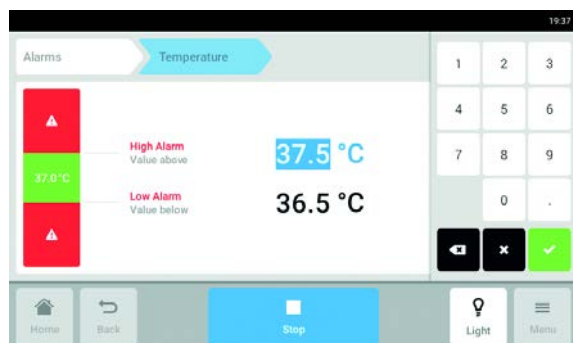 19:37
Alarms Temperature
1 2 3
4 5 6
7 8 9
0 .
High Alarm
Value above
37.5 °C
37.0 °C
Low Alarm
Value below
36.5 °C
Home Back Stop Light Menu